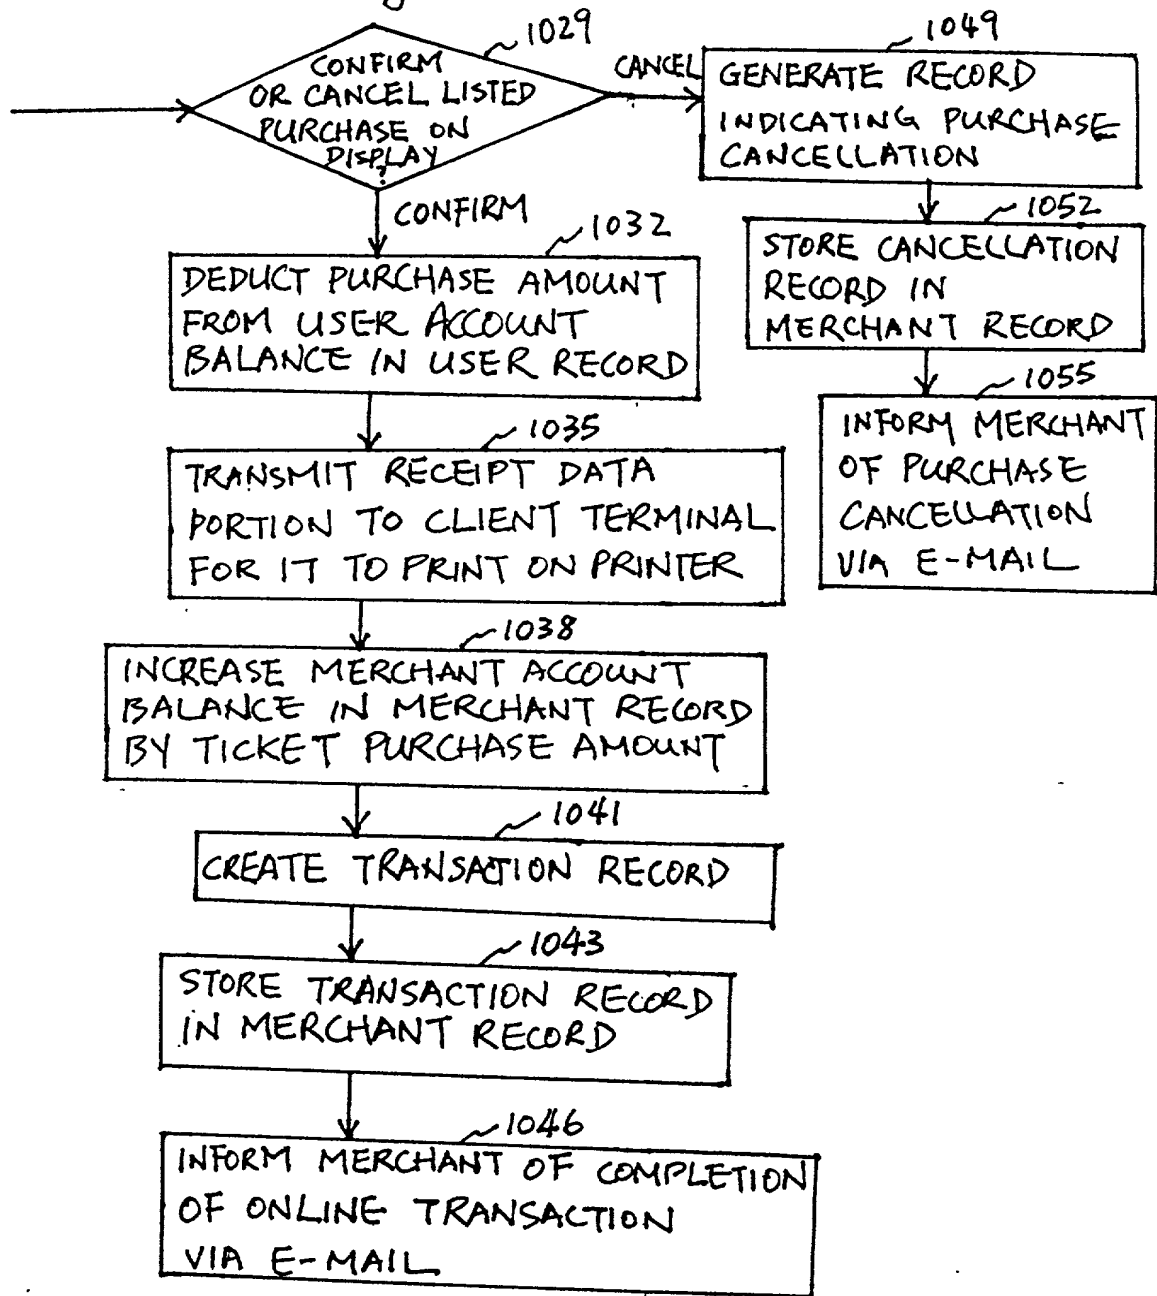 1029
CONFIRM
OR CANCEL LISTED
PURCHASE ON
DISPLAY
?
CANCEL
CONFIRM
1049
GENERATE RECORD
INDICATING PURCHASE
CANCELLATION
1052
STORE CANCELLATION
RECORD IN
MERCHANT RECORD
1055
INFORM MERCHANT
OF PURCHASE
CANCELLATION
VIA E-MAIL
1032
DEDUCT PURCHASE AMOUNT
FROM USER ACCOUNT
BALANCE IN USER RECORD
1035
TRANSMIT RECEIPT DATA
PORTION TO CLIENT TERMINAL
FOR IT TO PRINT ON PRINTER
1038
INCREASE MERCHANT ACCOUNT
BALANCE IN MERCHANT RECORD
BY TICKET PURCHASE AMOUNT
1041
CREATE TRANSACTION RECORD
1043
STORE TRANSACTION RECORD
IN MERCHANT RECORD
1046
INFORM MERCHANT OF COMPLETION
OF ONLINE TRANSACTION
VIA E-MAIL